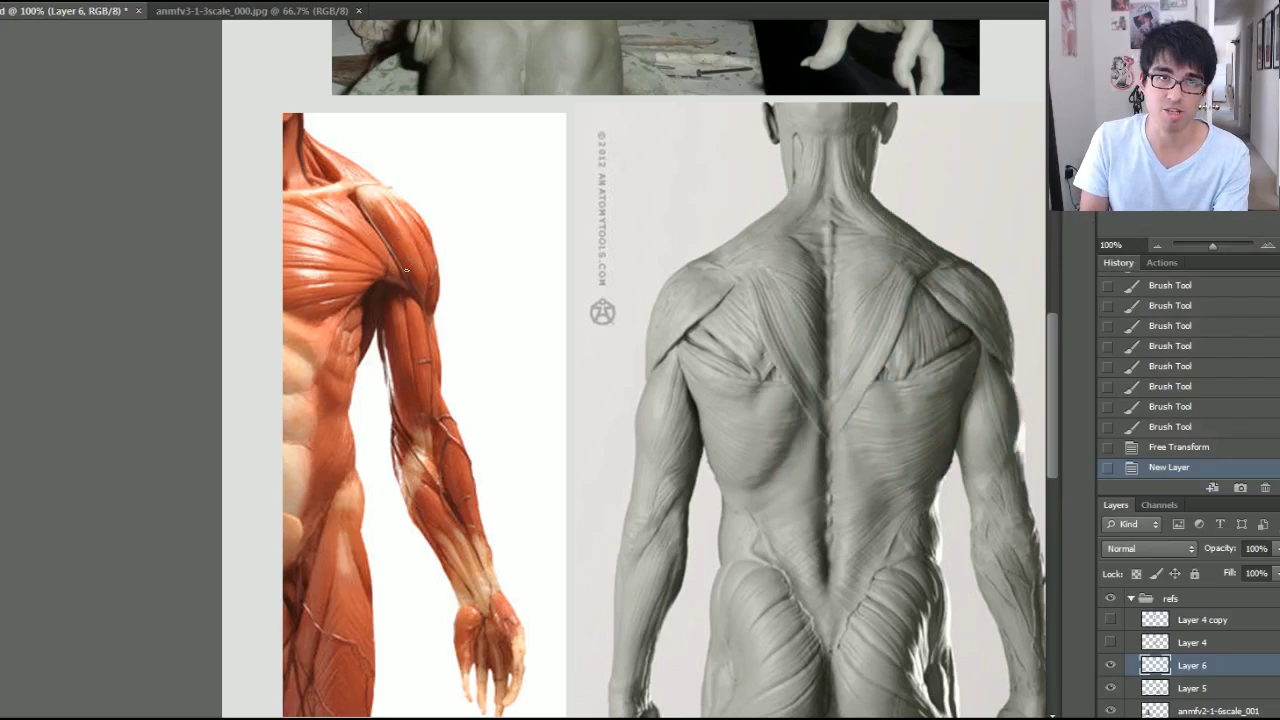 d @ 100% (Layer 6, RGB/8) *
anmfv3-1-3scale_000.jpg @ 66.7% (RGB/8)
©2012 ANATOMYTOOLS.COM
100%
History
Actions
Brush Tool
Brush Tool
Brush Tool
Brush Tool
Brush Tool
Brush Tool
Brush Tool
Brush Tool
Free Transform
New Layer
Layers
Channels
Kind
Normal
Opacity: 100%
Lock:
Fill: 100%
refs
Layer 4 copy
Layer 4
Layer 6
Layer 5
anmfv2-1-6scale_001